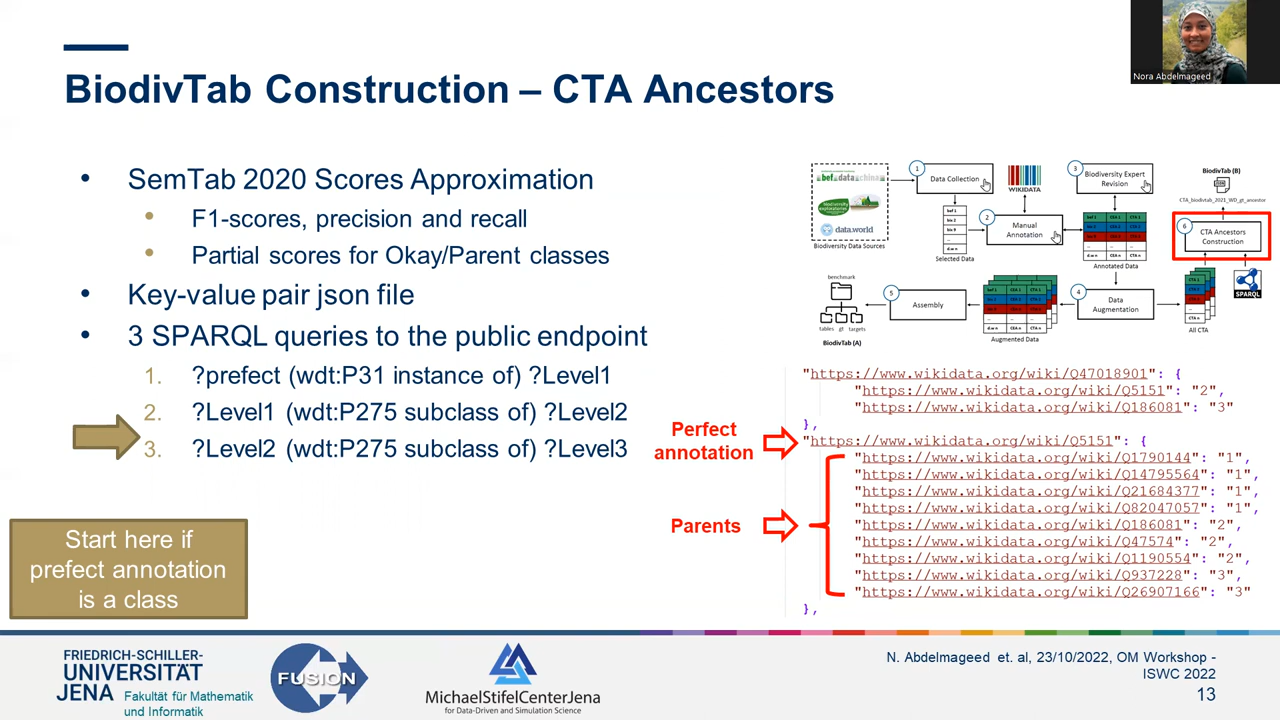 Nora Abdelmageed
BiodivTab Construction – CTA Ancestors
• SemTab 2020 Scores Approximation
• F1-scores, precision and recall
• Partial scores for Okay/Parent classes
• Key-value pair json file
• 3 SPARQL queries to the public endpoint
1. ?prefect (wdt:P31 instance of) ?Level1
2. ?Level1 (wdt:P275 subclass of) ?Level2
3. ?Level2 (wdt:P275 subclass of) ?Level3
Start here if
prefect annotation
is a class
data.world
Biodiversity Data Sources
1
Data Collection
WIKIDATA
3
Biodiversity Expert
Revision
BiodivTab (B)
CTA_biodivtab_2021_WD_gt_ancestor
2
Manual
Annotation
Selected Data
Annotated Data
6
CTA Ancestors
Construction
SPARQL
All CTA
benchmark
tables
gt
targets
BiodivTab (A)
5
Assembly
Augmented Data
4
Data
Augmentation
"https://www.wikidata.org/wiki/Q47018901": {
"https://www.wikidata.org/wiki/Q5151": "2",
"https://www.wikidata.org/wiki/Q186081": "3"
},
Perfect
annotation
"https://www.wikidata.org/wiki/Q5151": {
"https://www.wikidata.org/wiki/Q1790144": "1",
"https://www.wikidata.org/wiki/Q14795564": "1",
"https://www.wikidata.org/wiki/Q21684377": "1",
"https://www.wikidata.org/wiki/Q82047057": "1",
Parents
"https://www.wikidata.org/wiki/Q186081": "2",
"https://www.wikidata.org/wiki/Q47574": "2",
"https://www.wikidata.org/wiki/Q1190554": "2",
"https://www.wikidata.org/wiki/Q937228": "3",
"https://www.wikidata.org/wiki/Q26907166": "3"
},
FRIEDRICH-SCHILLER-
UNIVERSITÄT
JENA
Fakultät für Mathematik
und Informatik
FUSION
MichaelStifelCenterJena
for Data-Driven and Simulation Science
N. Abdelmageed et. al, 23/10/2022, OM Workshop -
ISWC 2022
13